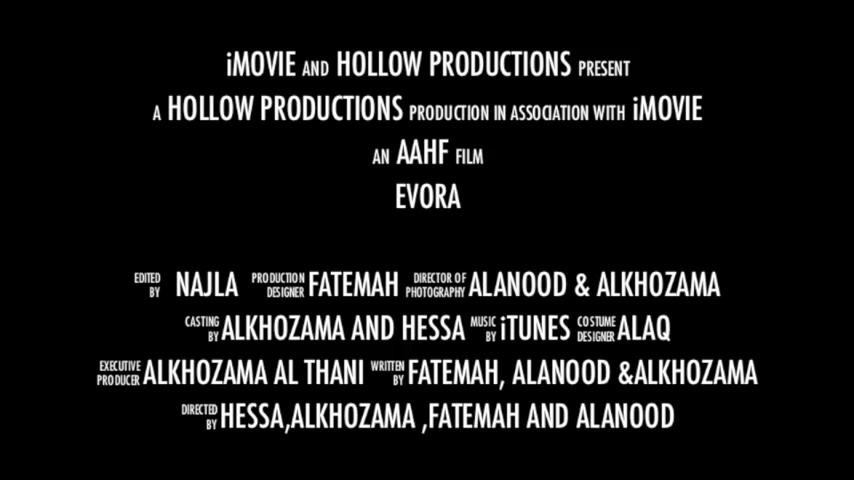 iMOVIE AND HOLLOW PRODUCTIONS PRESENT
A HOLLOW PRODUCTIONS PRODUCTION IN ASSOCIATION WITH iMOVIE
AN AAHF FILM
EVORA
EDITED BY NAJLA PRODUCTION DESIGNER FATEMAH DIRECTOR OF PHOTOGRAPHY ALANOOD & ALKHOZAMA
CASTING BY ALKHOZAMA AND HESSA MUSIC BY iTUNES COSTUME DESIGNER ALAQ
EXECUTIVE PRODUCER ALKHOZAMA AL THANI WRITTEN BY FATEMAH, ALANOOD &ALKHOZAMA
DIRECTED BY HESSA,ALKHOZAMA ,FATEMAH AND ALANOOD